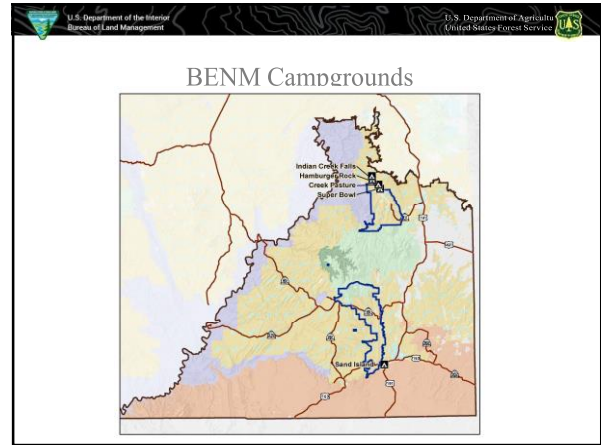 U.S. Department of the Interior
Bureau of Land Management
U.S. Department of Agricultu
United States Forest Service
BENM Campgrounds
Indian Creek Falls
Hamburger Rock
Creek Pasture
Super Bowl
Sand Island